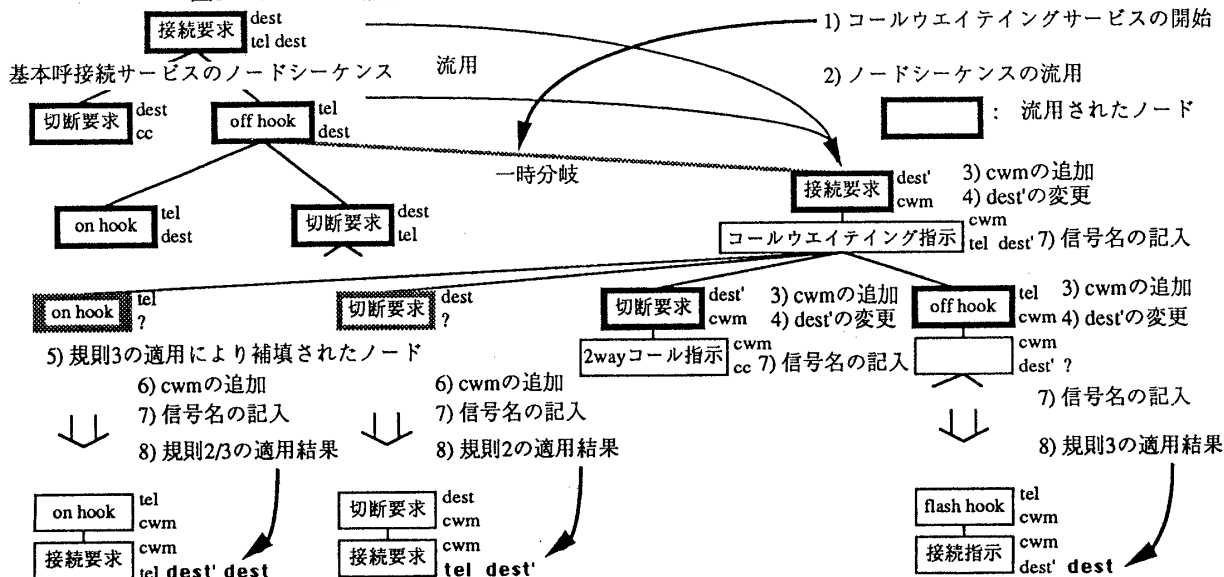 接続要求
dest
tel dest
1) コールウエイテイングサービスの開始
基本呼接続サービスのノードシーケンス
流用
2) ノードシーケンスの流用
切断要求
dest
cc
off hook
tel
dest
: 流用されたノード
一時分岐
接続要求
dest'
cwm
3) cwmの追加
4) dest'の変更
on hook
tel
dest
切断要求
dest
tel
コールウエイテイング指示
cwm
tel dest'
7) 信号名の記入
on hook
tel
?
切断要求
dest
?
切断要求
dest'
cwm
3) cwmの追加
4) dest'の変更
off hook
tel
cwm
3) cwmの追加
4) dest'の変更
5) 規則3の適用により補填されたノード
2wayコール指示
cwm
cc
7) 信号名の記入
cwm
dest' ?
6) cwmの追加
7) 信号名の記入
6) cwmの追加
7) 信号名の記入
7) 信号名の記入
8) 規則2/3の適用結果
8) 規則2の適用結果
8) 規則3の適用結果
on hook
tel
cwm
接続要求
cwm
tel dest' dest
切断要求
dest
cwm
接続要求
cwm
tel dest'
flash hook
tel
cwm
接続指示
cwm
dest' dest